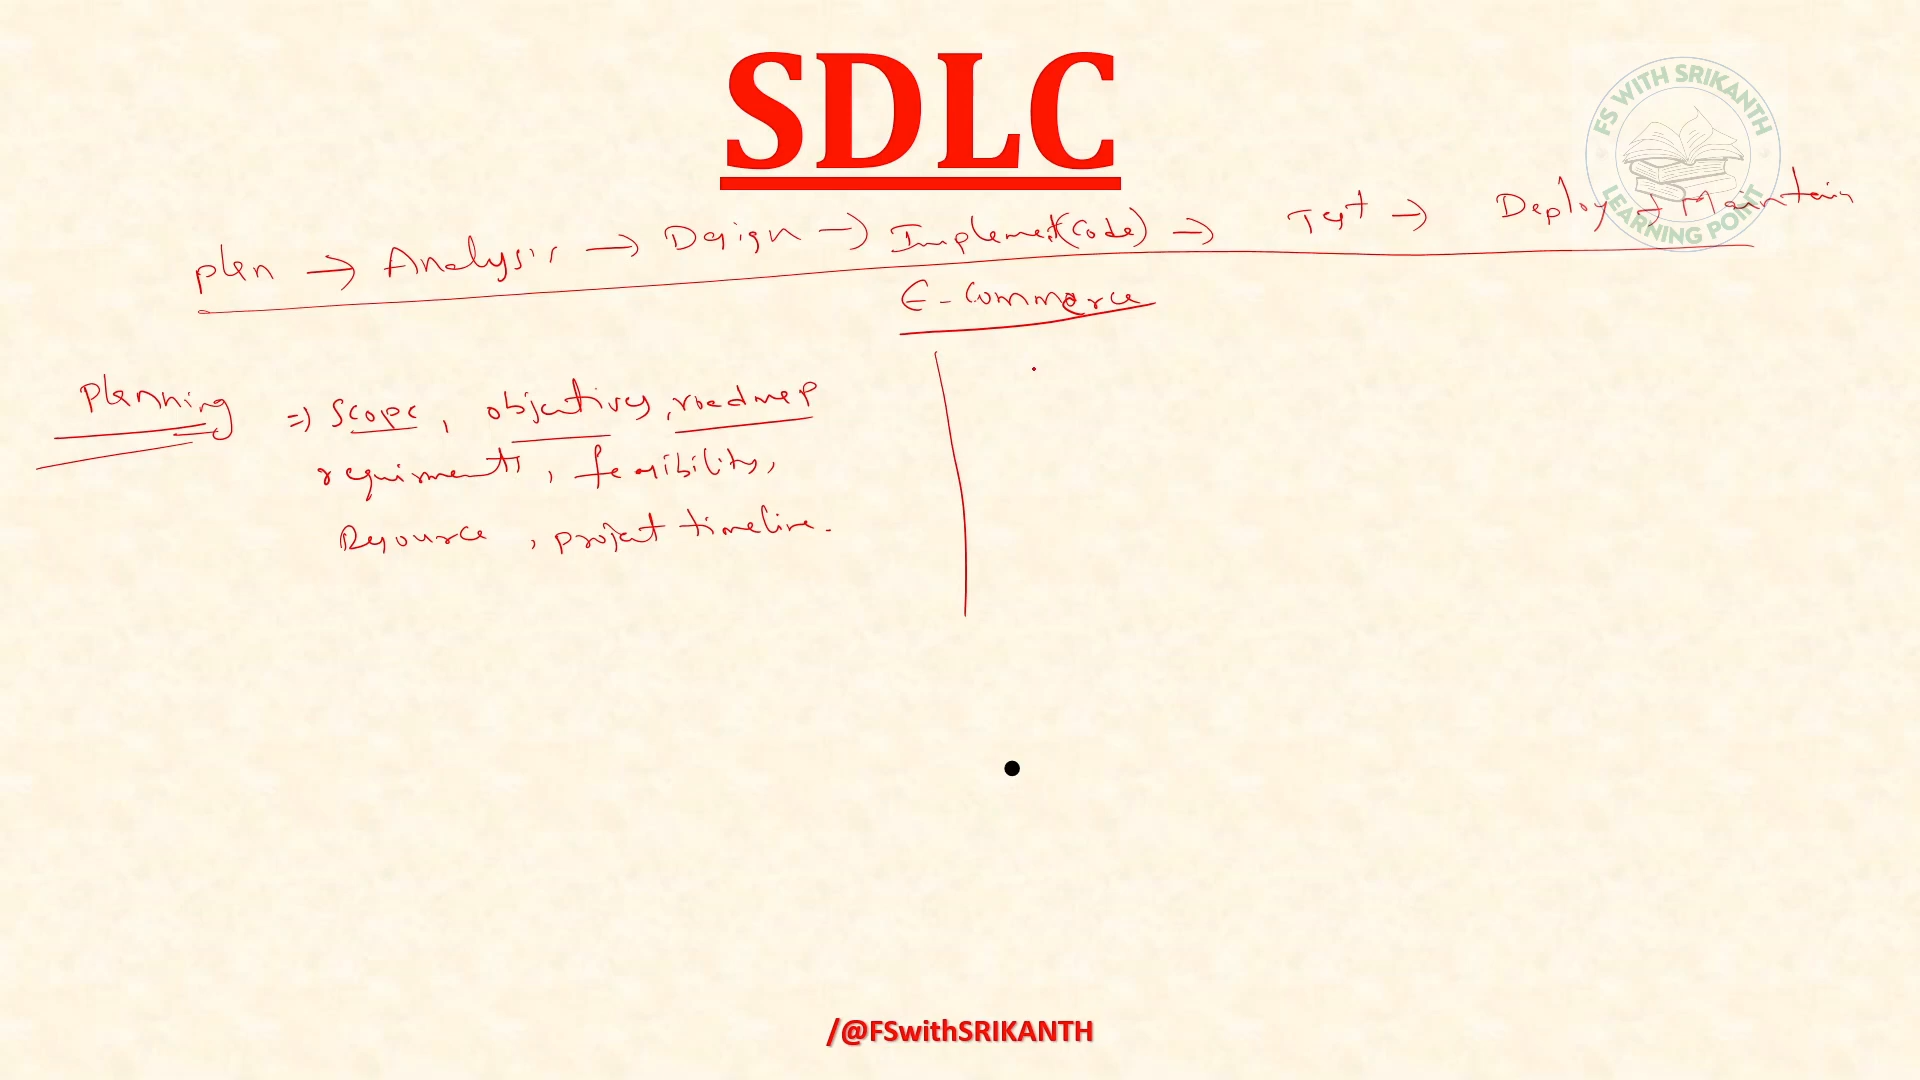 SDLC
FS WITH SRIKANTH
LEARNING POINT
plan → Analysis → Design → Implement(Code) → Test → Deploy → Maintain
E-Commerce
Planning => Scope, objectives, roadmap
requirments, feasibility,
Resource, project timeline.
/@FSwithSRIKANTH